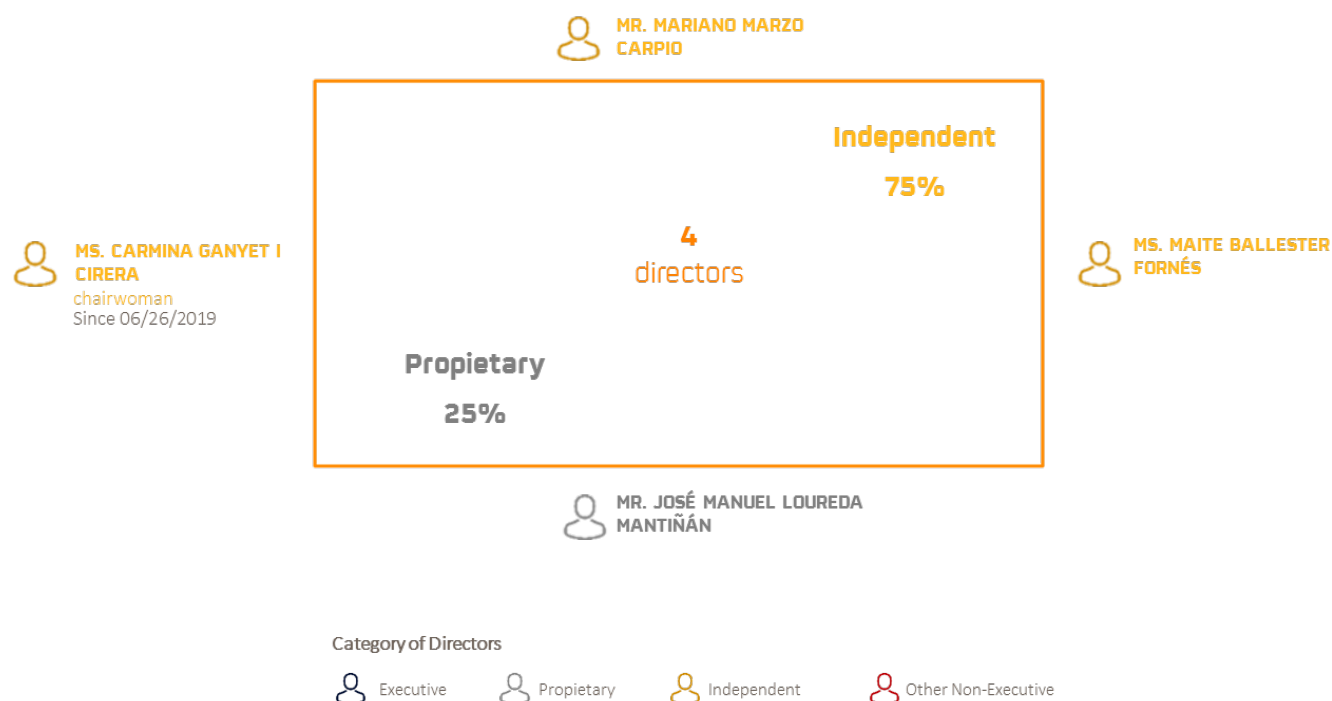 MR. MARIANO MARZO
CARPIO
Independent
75%
4
directors
MS. CARMINA GANYET I
CIRERA
chairwoman
Since 06/26/2019
MS. MAITE BALLESTER
FORNÉS
Propietary
25%
MR. JOSÉ MANUEL LOUREDA
MANTIÑÁN
Category of Directors
Executive
Propietary
Independent
Other Non-Executive